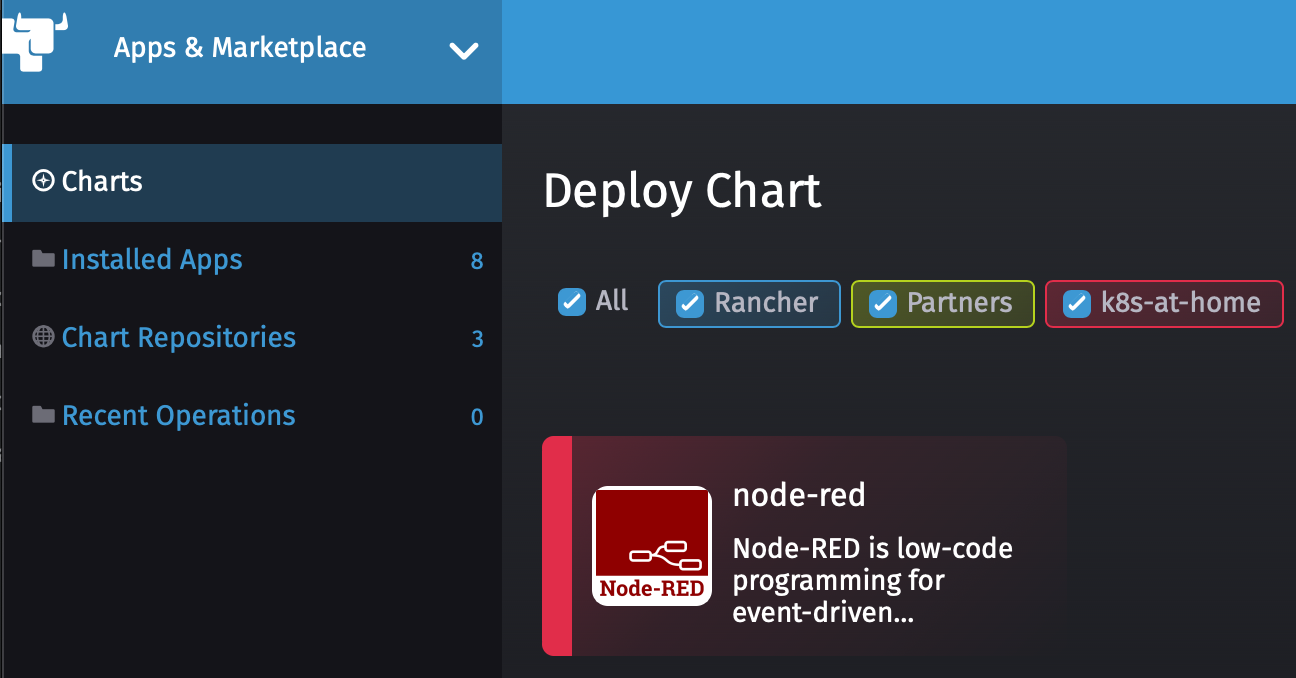 Apps & Marketplace
Charts
Installed Apps 8
Chart Repositories 3
Recent Operations 0
Deploy Chart
All Rancher Partners k8s-at-home
node-red
Node-RED is low-code
programming for
event-driven...
Node-RED